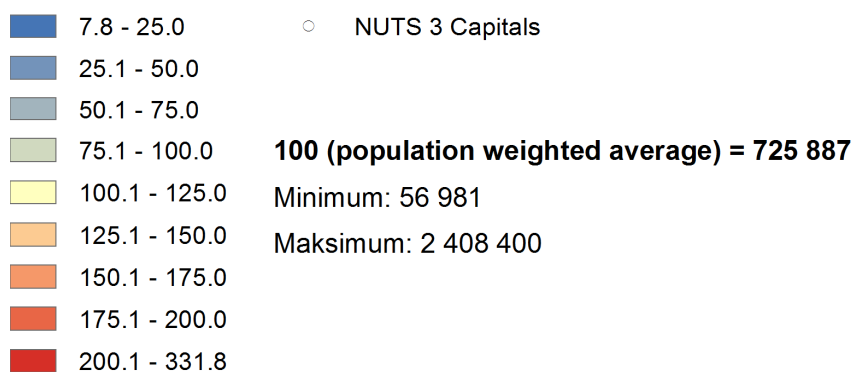 7.8 - 25.0
25.1 - 50.0
50.1 - 75.0
75.1 - 100.0
100.1 - 125.0
125.1 - 150.0
150.1 - 175.0
175.1 - 200.0
200.1 - 331.8
NUTS 3 Capitals
100 (population weighted average) = 725 887
Minimum: 56 981
Maksimum: 2 408 400